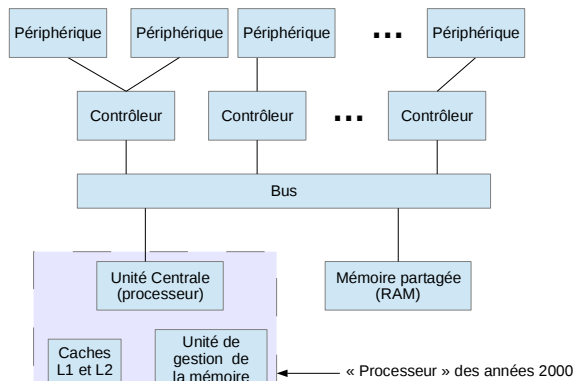 Périphérique Périphérique Périphérique ... Périphérique
Contrôleur Contrôleur ... Contrôleur
Bus
Unité Centrale
(processeur)
Mémoire partagée
(RAM)
Caches
L1 et L2
Unité de
gestion de
la mémoire
« Processeur » des années 2000